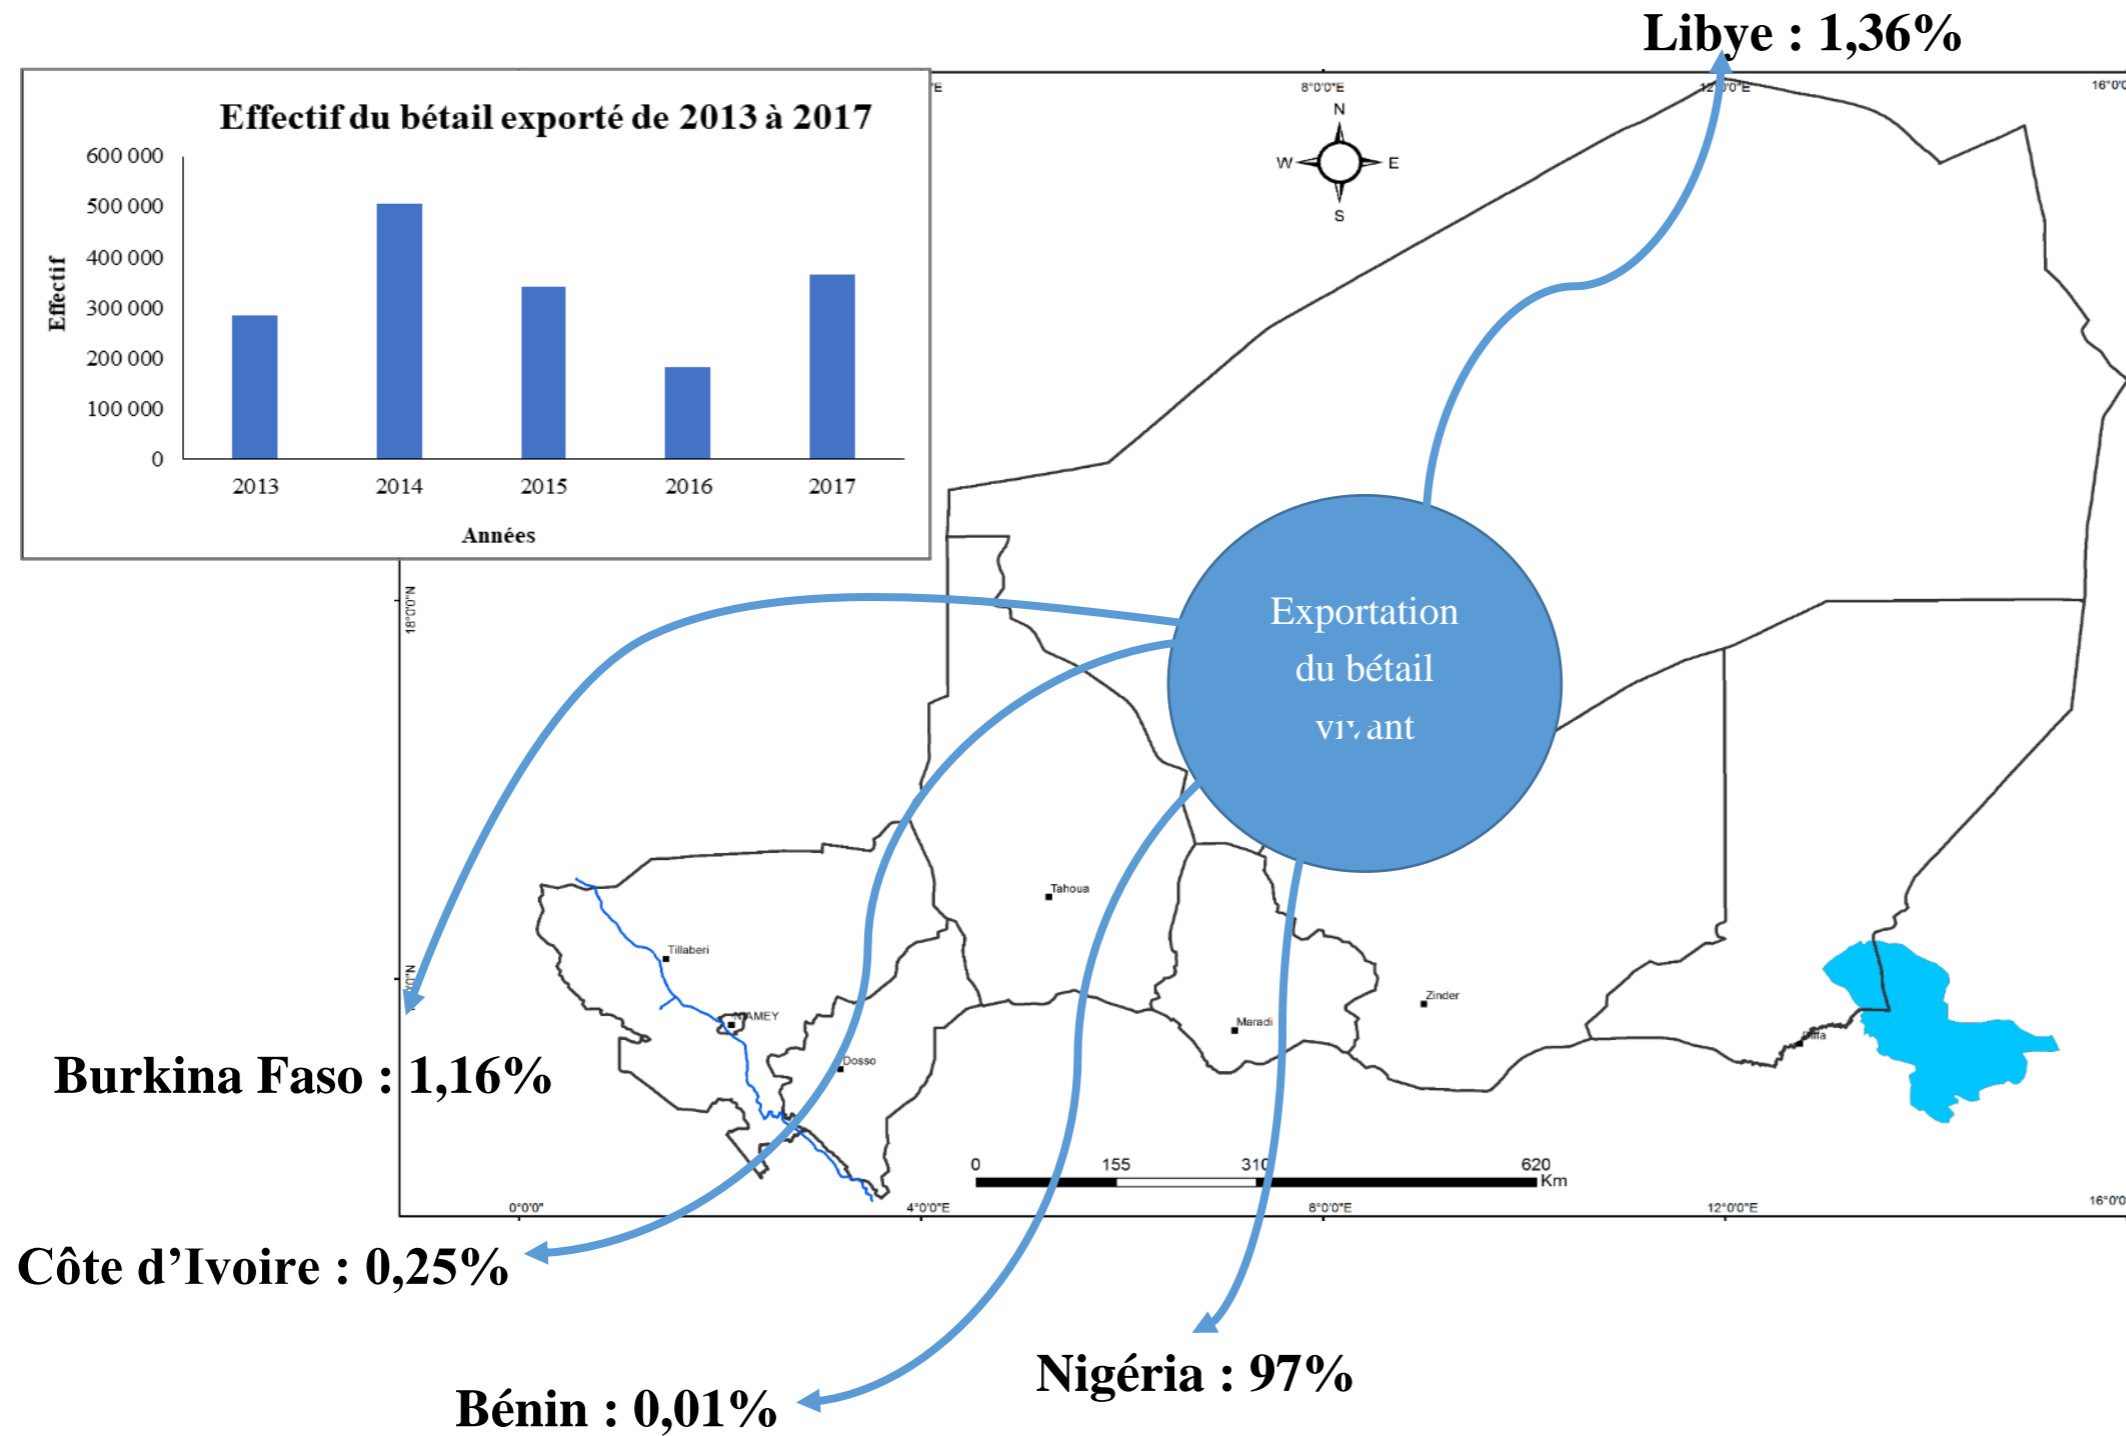 Libye : 1,36%
Effectif du bétail exporté de 2013 à 2017
600 000
500 000
400 000
300 000
200 000
100 000
0
Effectif
2013 2014 2015 2016 2017
Années
8°0'0"E
12°0'0"E
N
W E
S
18°0'0"N
Exportation
du bétail
vivant
Tahoua
Tillaberi
NIAMEY
Dosso
Maradi
Zinder
Diffa
Burkina Faso : 1,16%
0 155 310 620
Km
0°0'0" 4°0'0"E 8°0'0"E 12°0'0"E
Côte d’Ivoire : 0,25%
Nigéria : 97%
Bénin : 0,01%